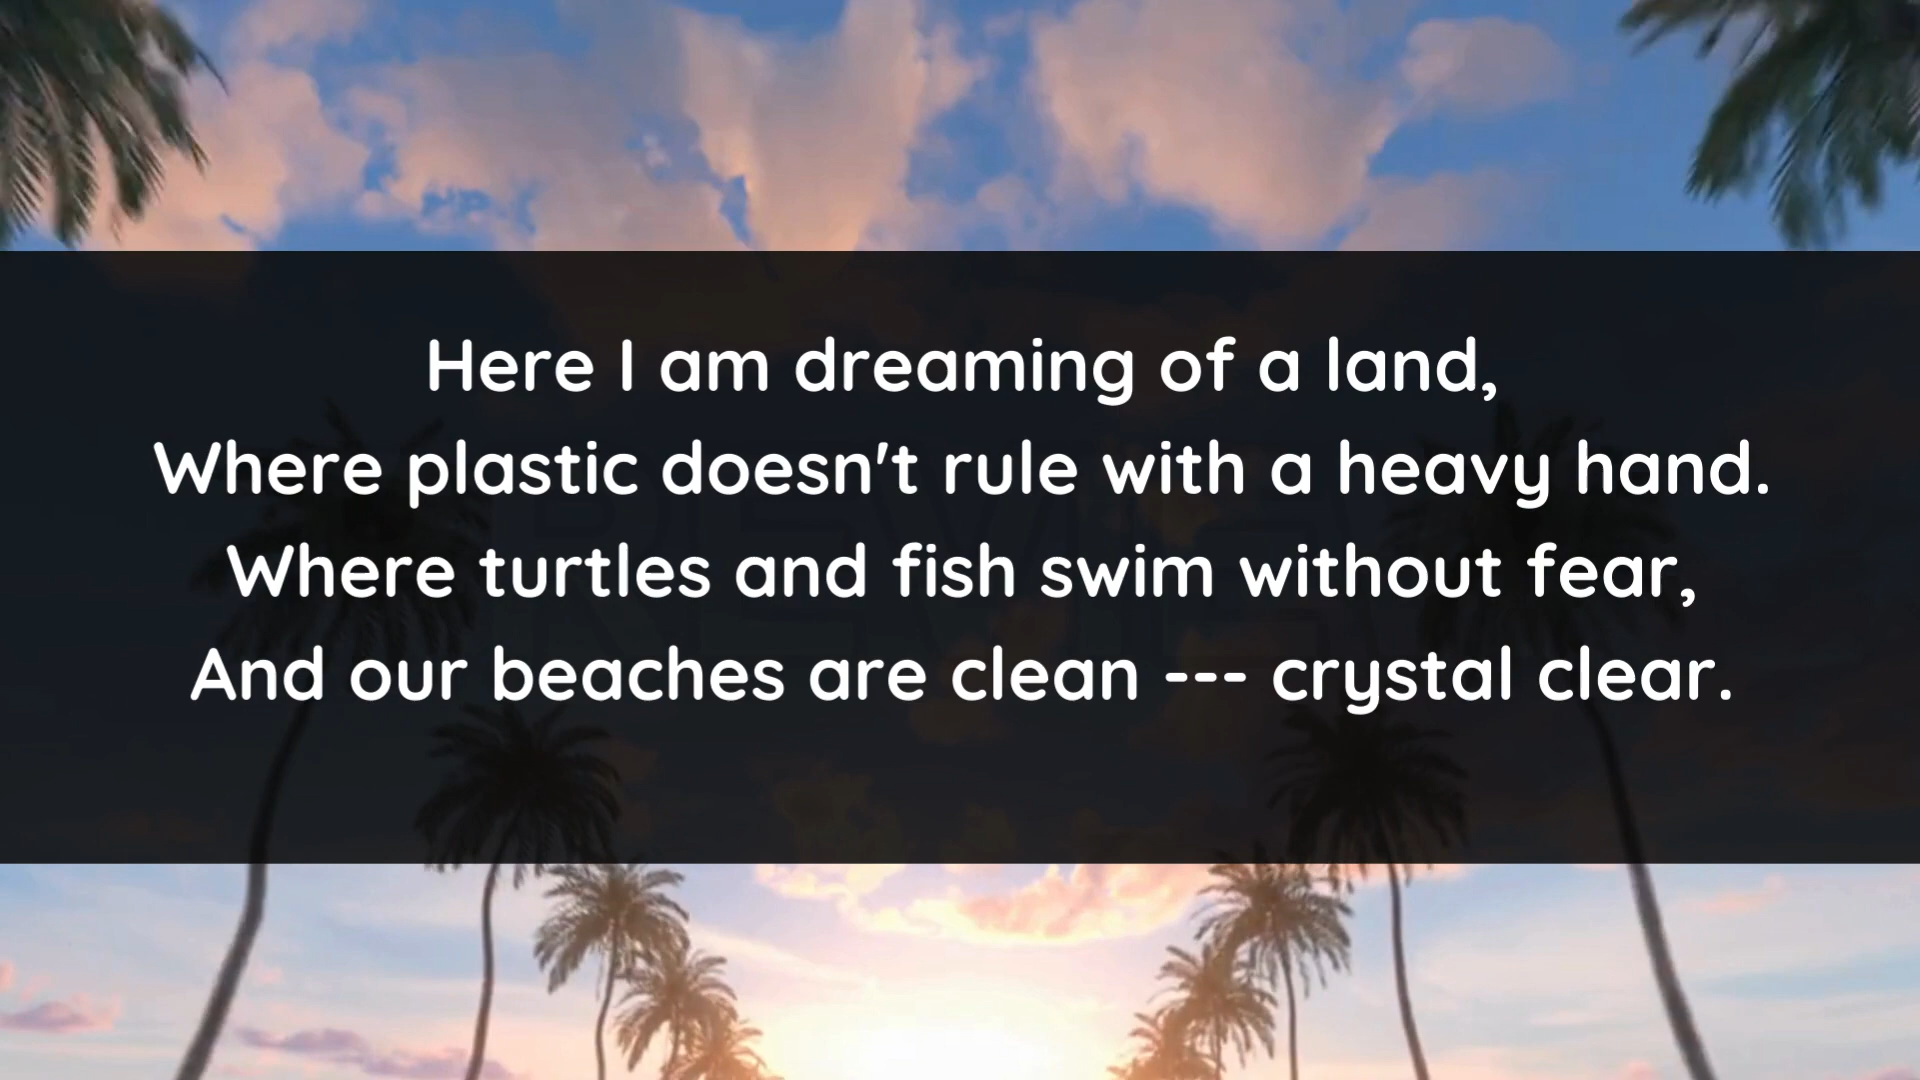 Here I am dreaming of a land,
Where plastic doesn't rule with a heavy hand.
Where turtles and fish swim without fear,
And our beaches are clean --- crystal clear.